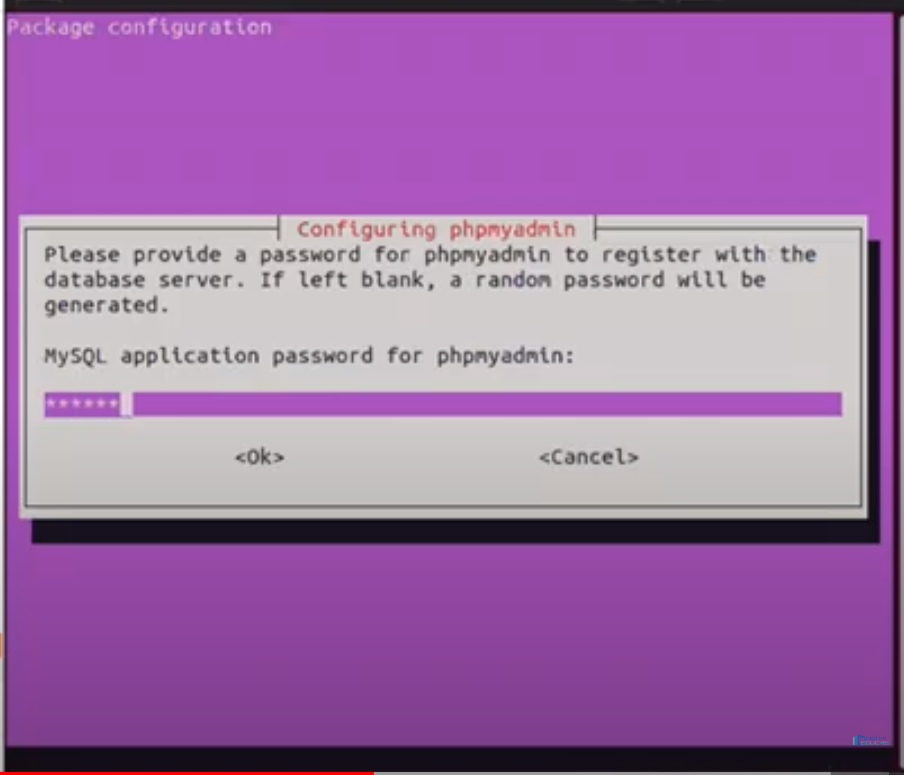 Package configuration
Configuring phpmyadmin
Please provide a password for phpmyadmin to register with the
database server. If left blank, a random password will be
generated.
MySQL application password for phpmyadmin:
******
<Ok> <Cancel>